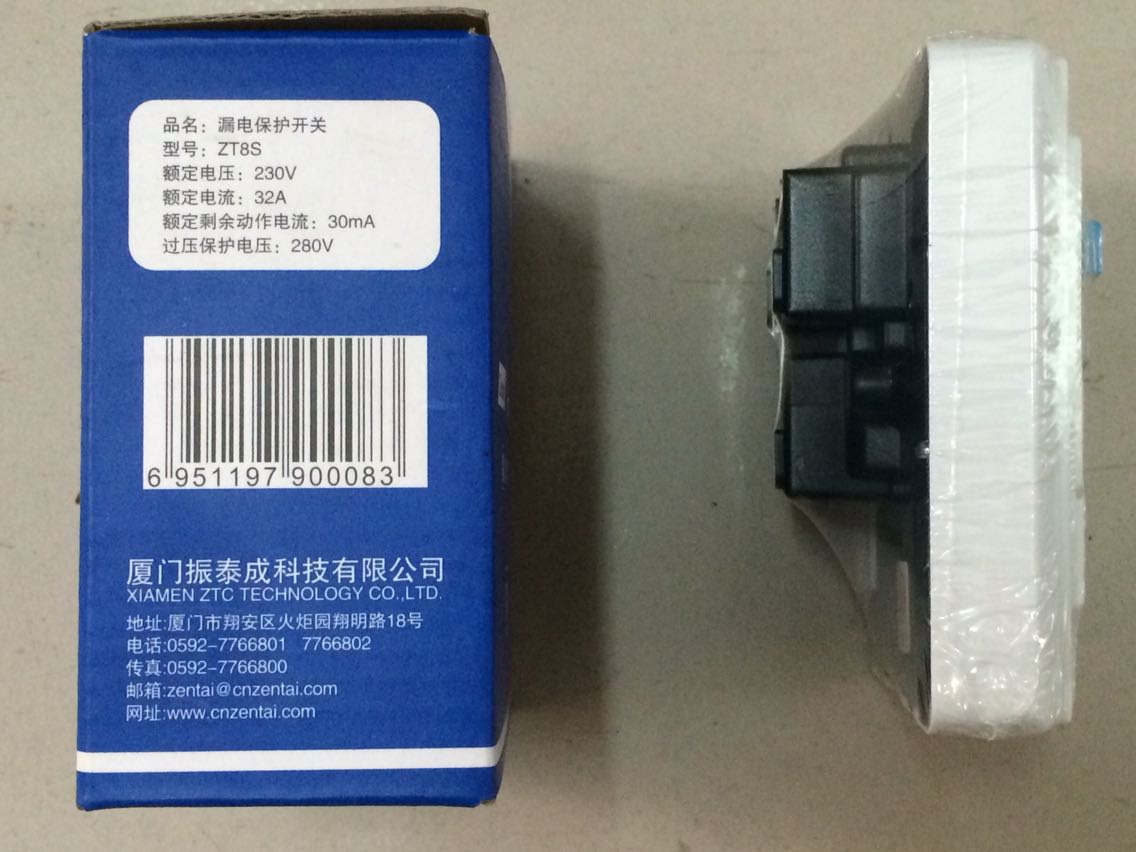 品名：漏电保护开关
型号：ZT8S
额定电压：230V
额定电流：32A
额定剩余动作电流：30mA
过压保护电压：280V
6 951197 900083
厦门振泰成科技有限公司
XIAMEN ZTC TECHNOLOGY CO.,LTD.
地址:厦门市翔安区火炬园翔明路18号
电话:0592-7766801 7766802
传真:0592-7766800
邮箱:zentai@cnzentai.com
网址:www.cnzentai.com